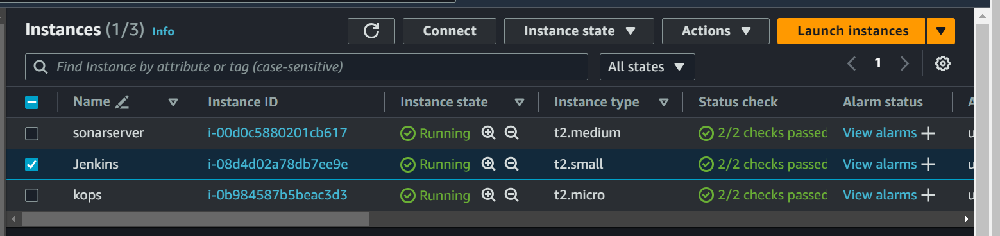 Instances (1/3) Info Connect Instance state Actions Launch instances
Find Instance by attribute or tag (case-sensitive) All states 1
Name Instance ID Instance state Instance type Status check Alarm status A
sonarserver i-00d0c5880201cb617 Running t2.medium 2/2 checks passed View alarms u
Jenkins i-08d4d02a78db7ee9e Running t2.small 2/2 checks passed View alarms u
kops i-0b984587b5beac3d3 Running t2.micro 2/2 checks passed View alarms u